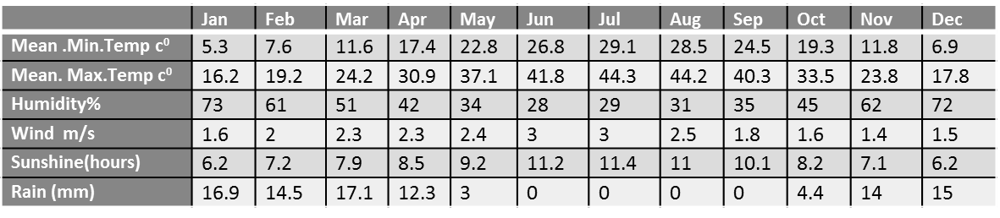 Jan Feb Mar Apr May Jun Jul Aug Sep Oct Nov Dec
Mean .Min.Temp c⁰ 5.3 7.6 11.6 17.4 22.8 26.8 29.1 28.5 24.5 19.3 11.8 6.9
Mean. Max.Temp c⁰ 16.2 19.2 24.2 30.9 37.1 41.8 44.3 44.2 40.3 33.5 23.8 17.8
Humidity% 73 61 51 42 34 28 29 31 35 45 62 72
Wind m/s 1.6 2 2.3 2.3 2.4 3 3 2.5 1.8 1.6 1.4 1.5
Sunshine(hours) 6.2 7.2 7.9 8.5 9.2 11.2 11.4 11 10.1 8.2 7.1 6.2
Rain (mm) 16.9 14.5 17.1 12.3 3 0 0 0 0 4.4 14 15